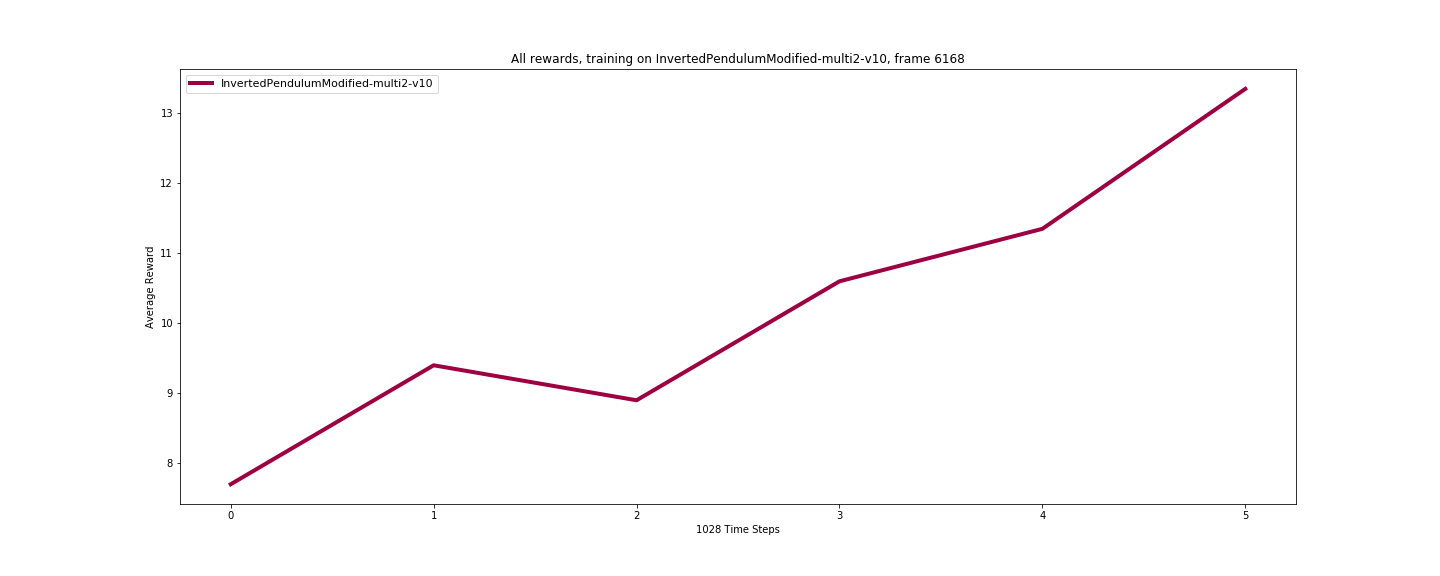 All rewards, training on InvertedPendulumModified-multi2-v10, frame 6168
InvertedPendulumModified-multi2-v10
13
12
11
10
9
8
Average Reward
0 1 2 3 4 5
1028 Time Steps